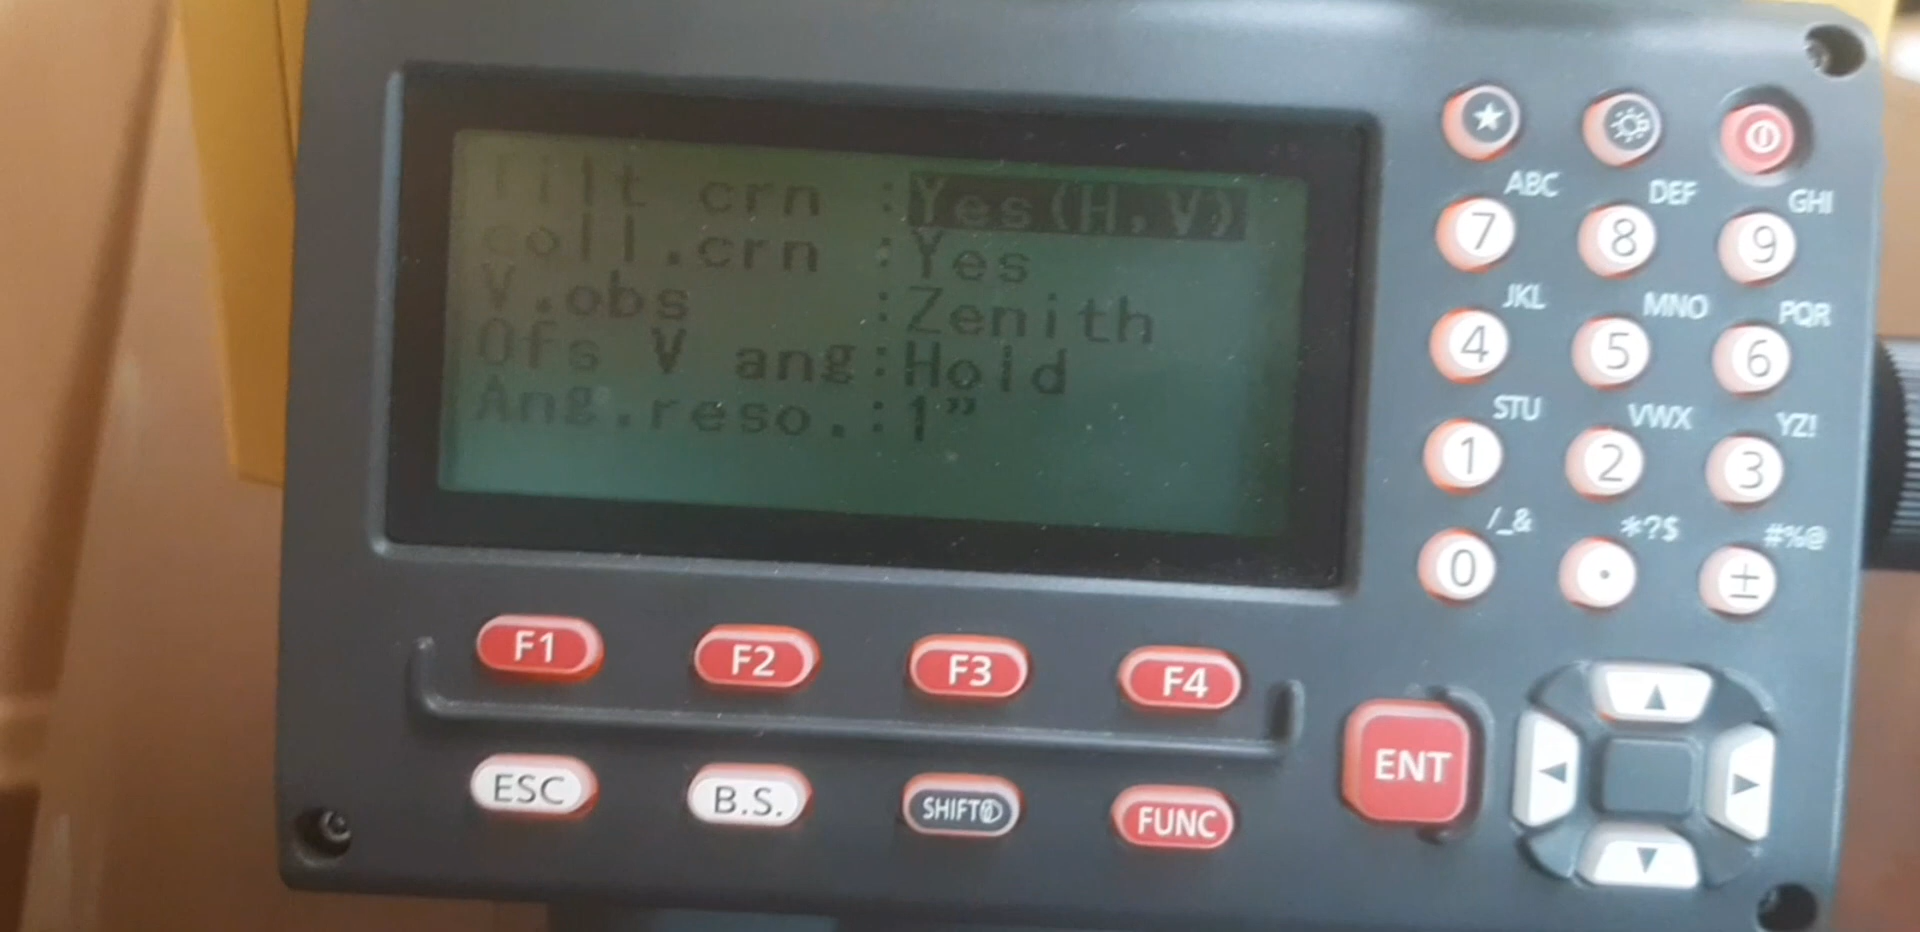 Tilt crn :Yes(H,V)
coll.crn :Yes
V.obs :Zenith
Ofs V ang:Hold
Ang.reso.:1"
ABC DEF GHI
7 8 9
JKL MNO PQR
4 5 6
STU VWX YZ!
1 2 3
/_& *?$ #%@
0 . ±
F1 F2 F3 F4
ENT
ESC B.S. SHIFT FUNC